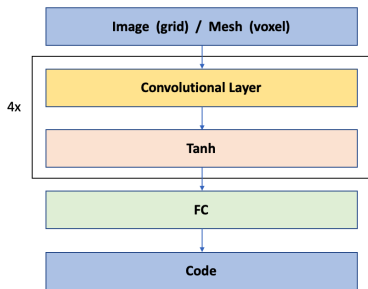 Image (grid) / Mesh (voxel)
4x
Convolutional Layer
Tanh
FC
Code